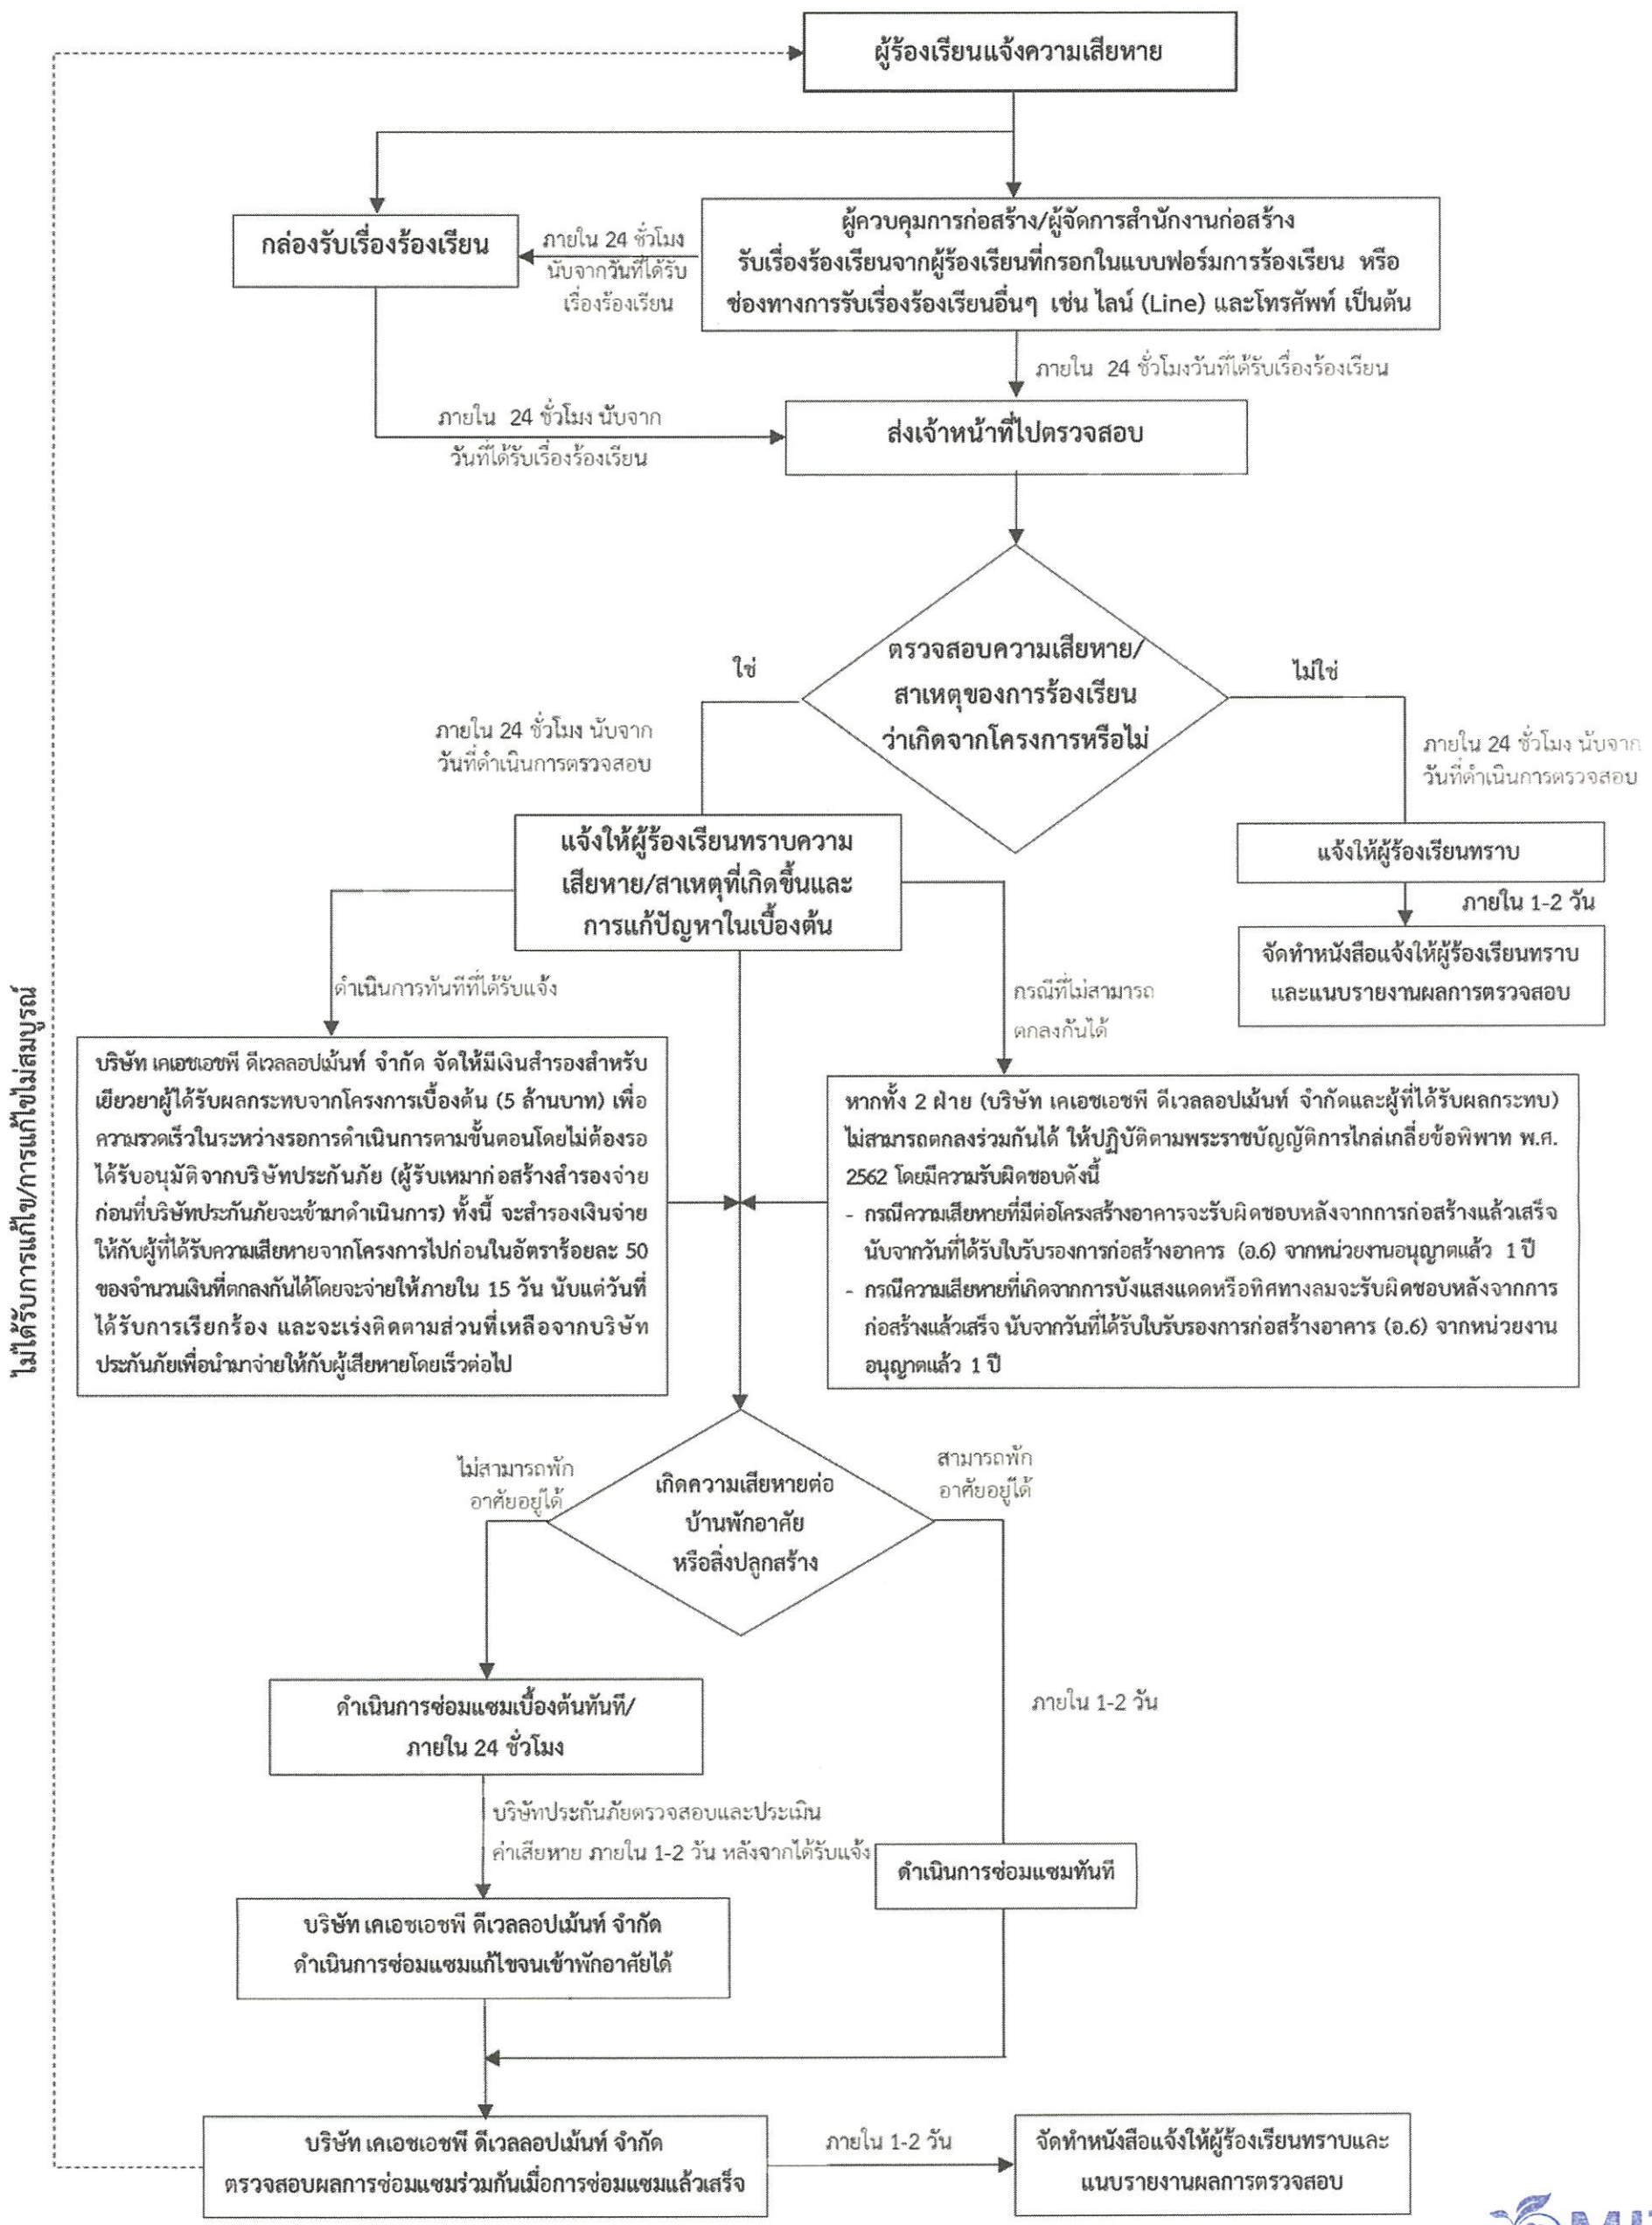 ผู้ร้องเรียนแจ้งความเสียหาย
กล่องรับเรื่องร้องเรียน
ภายใน 24 ชั่วโมง
นับจากวันที่ได้รับ
เรื่องร้องเรียน
ผู้ควบคุมการก่อสร้าง/ผู้จัดการสำนักงานก่อสร้าง
รับเรื่องร้องเรียนจากผู้ร้องเรียนที่กรอกในแบบฟอร์มการร้องเรียน หรือ
ช่องทางการรับเรื่องร้องเรียนอื่นๆ เช่น ไลน์ (Line) และโทรศัพท์ เป็นต้น
ภายใน 24 ชั่วโมงวันที่ได้รับเรื่องร้องเรียน
ภายใน 24 ชั่วโมง นับจาก
วันที่ได้รับเรื่องร้องเรียน
ส่งเจ้าหน้าที่ไปตรวจสอบ
ตรวจสอบความเสียหาย/
สาเหตุของการร้องเรียน
ว่าเกิดจากโครงการหรือไม่
ใช่
ไม่ใช่
ภายใน 24 ชั่วโมง นับจาก
วันที่ดำเนินการตรวจสอบ
ภายใน 24 ชั่วโมง นับจาก
วันที่ดำเนินการตรวจสอบ
แจ้งให้ผู้ร้องเรียนทราบความ
เสียหาย/สาเหตุที่เกิดขึ้นและ
การแก้ปัญหาในเบื้องต้น
แจ้งให้ผู้ร้องเรียนทราบ
ภายใน 1-2 วัน
จัดทำหนังสือแจ้งให้ผู้ร้องเรียนทราบ
และแนบรายงานผลการตรวจสอบ
ดำเนินการทันทีที่ได้รับแจ้ง
กรณีที่ไม่สามารถ
ตกลงกันได้
บริษัท เคเอชเอชพี ดีเวลลอปเม้นท์ จำกัด จัดให้มีเงินสำรองสำหรับ
เยียวยาผู้ได้รับผลกระทบจากโครงการเบื้องต้น (5 ล้านบาท) เพื่อ
ความรวดเร็วในระหว่างรอการดำเนินการตามขั้นตอนโดยไม่ต้องรอ
ได้รับอนุมัติจากบริษัทประกันภัย (ผู้รับเหมาก่อสร้างสำรองจ่าย
ก่อนที่บริษัทประกันภัยจะเข้ามาดำเนินการ) ทั้งนี้ จะสำรองเงินจ่าย
ให้กับผู้ที่ได้รับความเสียหายจากโครงการไปก่อนในอัตราร้อยละ 50
ของจำนวนเงินที่ตกลงกันได้โดยจะจ่ายให้ภายใน 15 วัน นับแต่วันที่
ได้รับการเรียกร้อง และจะเร่งติดตามส่วนที่เหลือจากบริษัท
ประกันภัยเพื่อนำมาจ่ายให้กับผู้เสียหายโดยเร็วต่อไป
หากทั้ง 2 ฝ่าย (บริษัท เคเอชเอชพี ดีเวลลอปเม้นท์ จำกัดและผู้ที่ได้รับผลกระทบ)
ไม่สามารถตกลงร่วมกันได้ ให้ปฏิบัติตามพระราชบัญญัติการไกล่เกลี่ยข้อพิพาท พ.ศ.
2562 โดยมีความรับผิดชอบดังนี้
- กรณีความเสียหายที่มีต่อโครงสร้างอาคารจะรับผิดชอบหลังจากการก่อสร้างแล้วเสร็จ
นับจากวันที่ได้รับใบรับรองการก่อสร้างอาคาร (อ.6) จากหน่วยงานอนุญาตแล้ว 1 ปี
- กรณีความเสียหายที่เกิดจากการบังแสงแดดหรือทิศทางลมจะรับผิดชอบหลังจากการ
ก่อสร้างแล้วเสร็จ นับจากวันที่ได้รับใบรับรองการก่อสร้างอาคาร (อ.6) จากหน่วยงาน
อนุญาตแล้ว 1 ปี
ไม่ได้รับการแก้ไข/การแก้ไขไม่สมบูรณ์
ไม่สามารถพัก
อาศัยอยู่ได้
เกิดความเสียหายต่อ
บ้านพักอาศัย
หรือสิ่งปลูกสร้าง
สามารถพัก
อาศัยอยู่ได้
ดำเนินการซ่อมแซมเบื้องต้นทันที/
ภายใน 24 ชั่วโมง
ภายใน 1-2 วัน
บริษัทประกันภัยตรวจสอบและประเมิน
ค่าเสียหาย ภายใน 1-2 วัน หลังจากได้รับแจ้ง
ดำเนินการซ่อมแซมทันที
บริษัท เคเอชเอชพี ดีเวลลอปเม้นท์ จำกัด
ดำเนินการซ่อมแซมแก้ไขจนเข้าพักอาศัยได้
บริษัท เคเอชเอชพี ดีเวลลอปเม้นท์ จำกัด
ตรวจสอบผลการซ่อมแซมร่วมกันเมื่อการซ่อมแซมแล้วเสร็จ
ภายใน 1-2 วัน
จัดทำหนังสือแจ้งให้ผู้ร้องเรียนทราบและ
แนบรายงานผลการตรวจสอบ